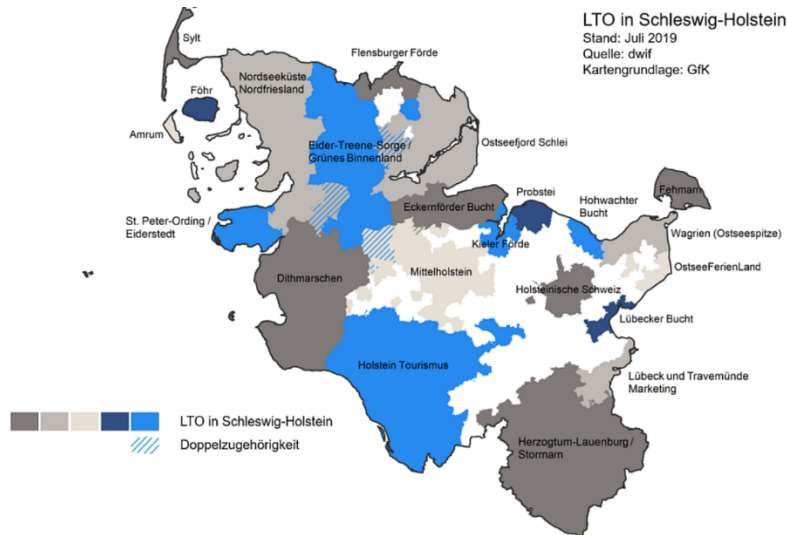 LTO in Schleswig-Holstein
Stand: Juli 2019
Quelle: dwif
Kartengrundlage: GfK
Sylt
Flensburger Förde
Nordseeküste
Nordfriesland
Föhr
Amrum
Eider-Treene-Sorge /
Grünes Binnenland
Ostseefjord Schlei
Fehmarn
Probstei
Hohwachter
Bucht
Eckernförder Bucht
St. Peter-Ording /
Eiderstedt
Wagrien (Ostseespitze)
Kieler Förde
Dithmarschen
Mittelholstein
OstseeFerienLand
Holsteinische Schweiz
Lübecker Bucht
Holstein Tourismus
Lübeck und Travemünde
Marketing
LTO in Schleswig-Holstein
Doppelzugehörigkeit
Herzogtum-Lauenburg /
Stormarn